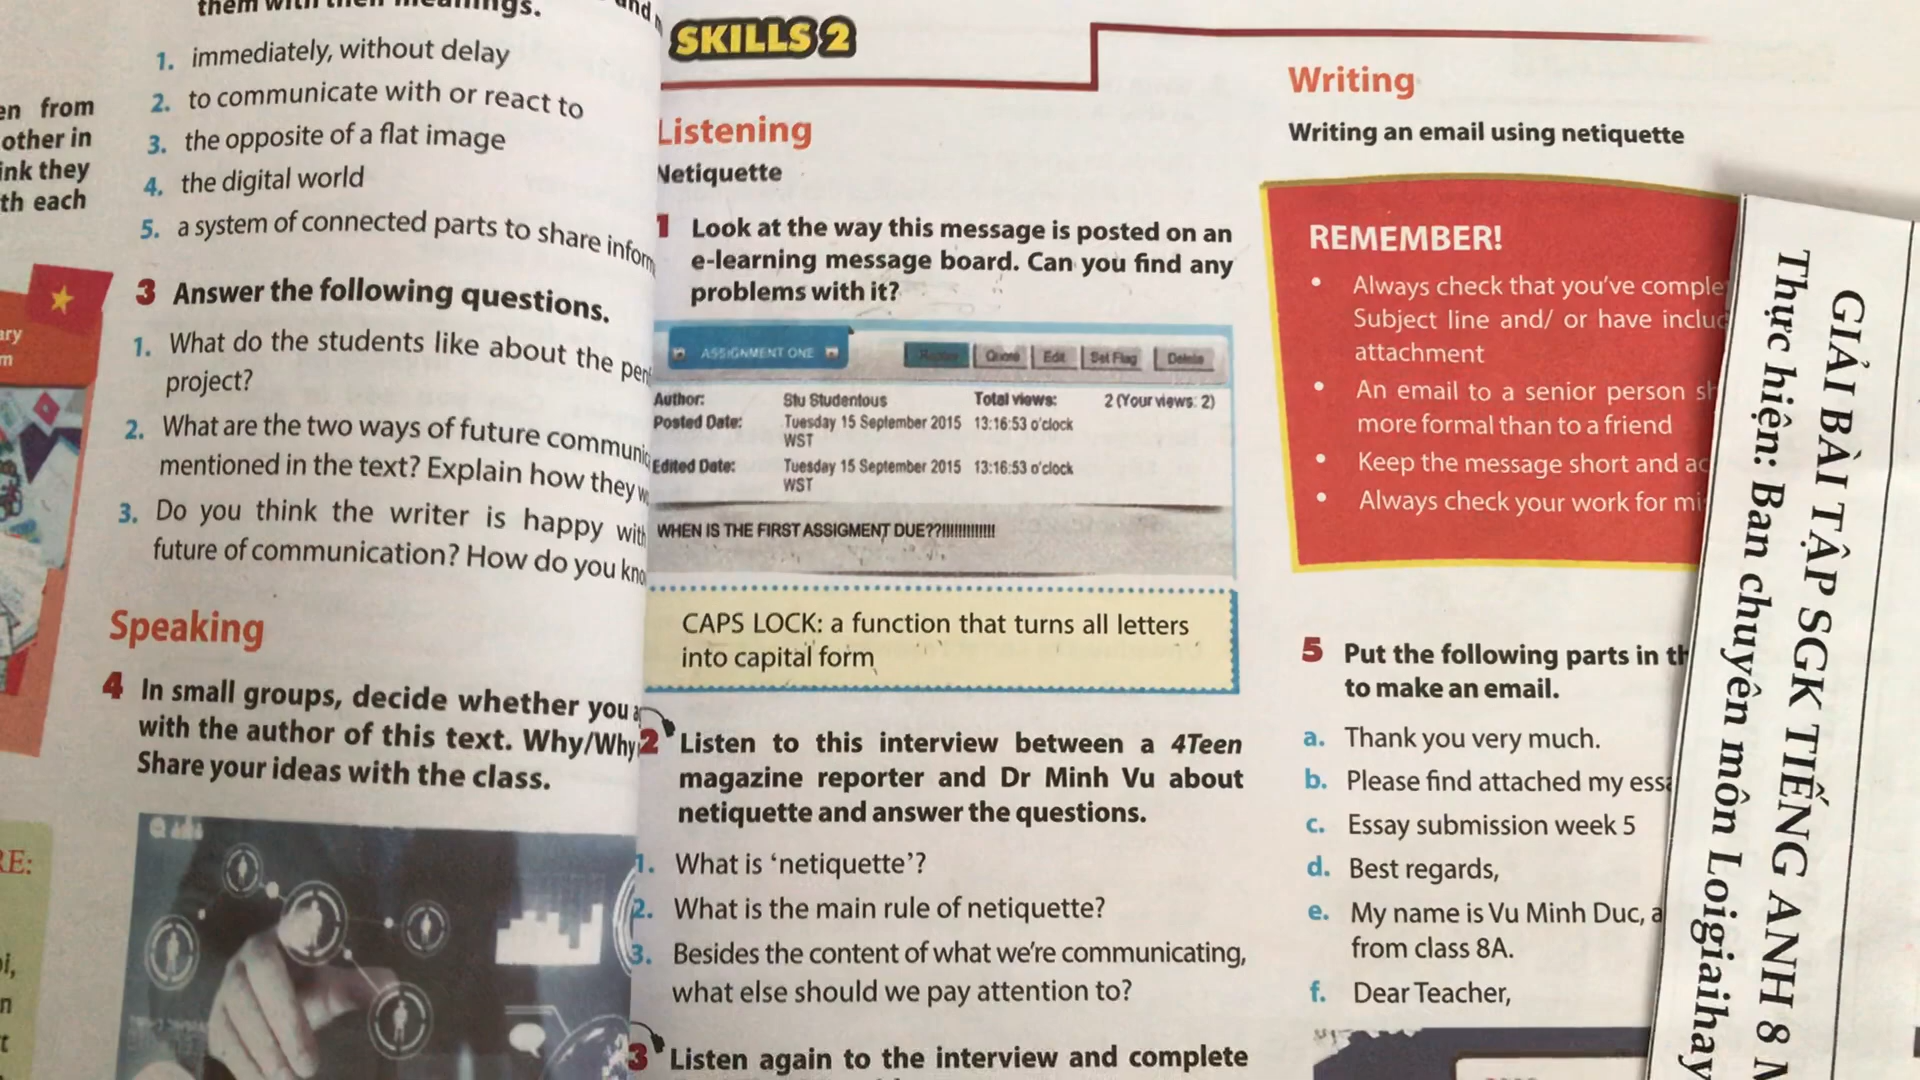 them with their meanings.
1. immediately, without delay
2. to communicate with or react to
3. the opposite of a flat image
4. the digital world
5. a system of connected parts to share inform
en from
other in
ink they
th each
3 Answer the following questions.
1. What do the students like about the pen
project?
2. What are the two ways of future communic
mentioned in the text? Explain how they w
3. Do you think the writer is happy with
future of communication? How do you kno
Speaking
4 In small groups, decide whether you a
with the author of this text. Why/Why
Share your ideas with the class.
ary
m
RE:
SKILLS 2
Listening
Netiquette
1 Look at the way this message is posted on an
e-learning message board. Can you find any
problems with it?
ASSIGNMENT ONE
Quote Edit Set Flag Delete
Author: Stu Studentous Total views: 2 (Your views: 2)
Posted Date: Tuesday 15 September 2015 13:16:53 o'clock
WST
Edited Date: Tuesday 15 September 2015 13:16:53 o'clock
WST
WHEN IS THE FIRST ASSIGMENT DUE??!!!!!!!!!!!!!!
CAPS LOCK: a function that turns all letters
into capital form
2 Listen to this interview between a 4Teen
magazine reporter and Dr Minh Vu about
netiquette and answer the questions.
1. What is ‘netiquette’?
2. What is the main rule of netiquette?
3. Besides the content of what we're communicating,
what else should we pay attention to?
3 Listen again to the interview and complete
Writing
Writing an email using netiquette
REMEMBER!
• Always check that you've comple
Subject line and/ or have includ
attachment
• An email to a senior person sh
more formal than to a friend
• Keep the message short and ac
• Always check your work for mi
5 Put the following parts in th
to make an email.
a. Thank you very much.
b. Please find attached my essa
c. Essay submission week 5
d. Best regards,
e. My name is Vu Minh Duc, a
from class 8A.
f. Dear Teacher,
GIẢI BÀI TẬP SGK TIẾNG ANH 8 M
Thực hiện: Ban chuyên môn Loigiaihay